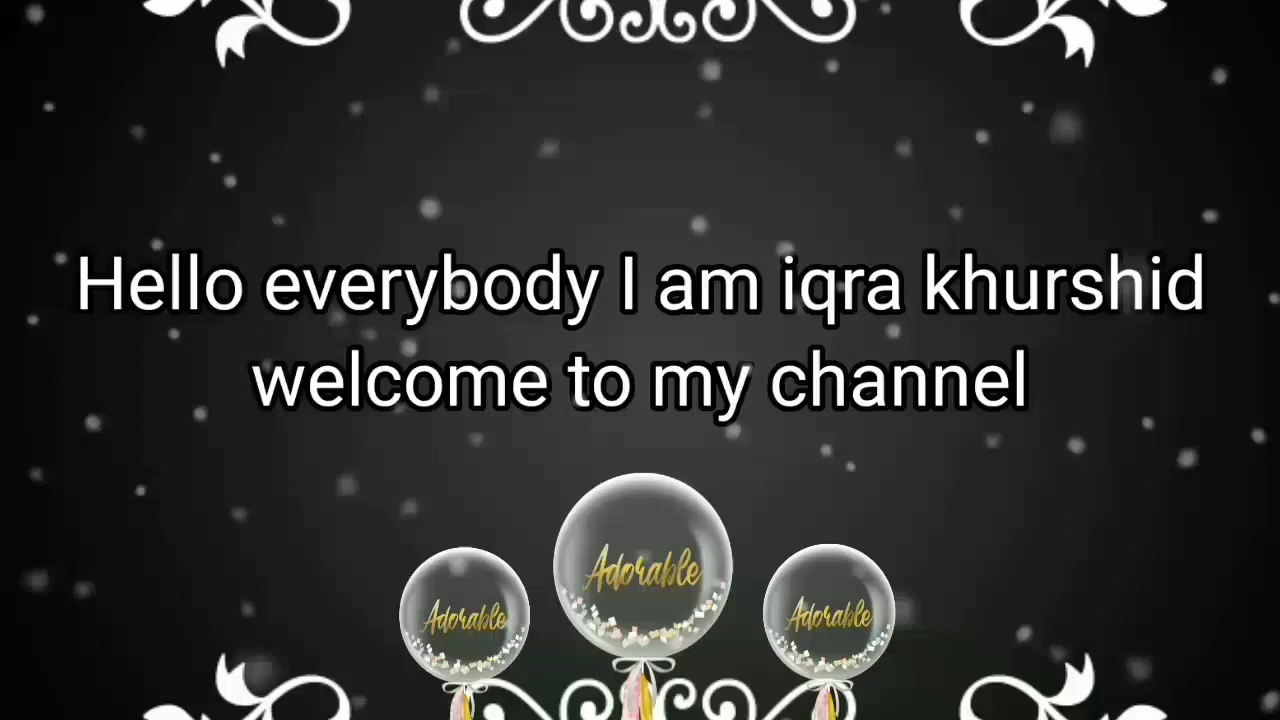 Hello everybody I am iqra khurshid
welcome to my channel
Adorable
Adorable
Adorable